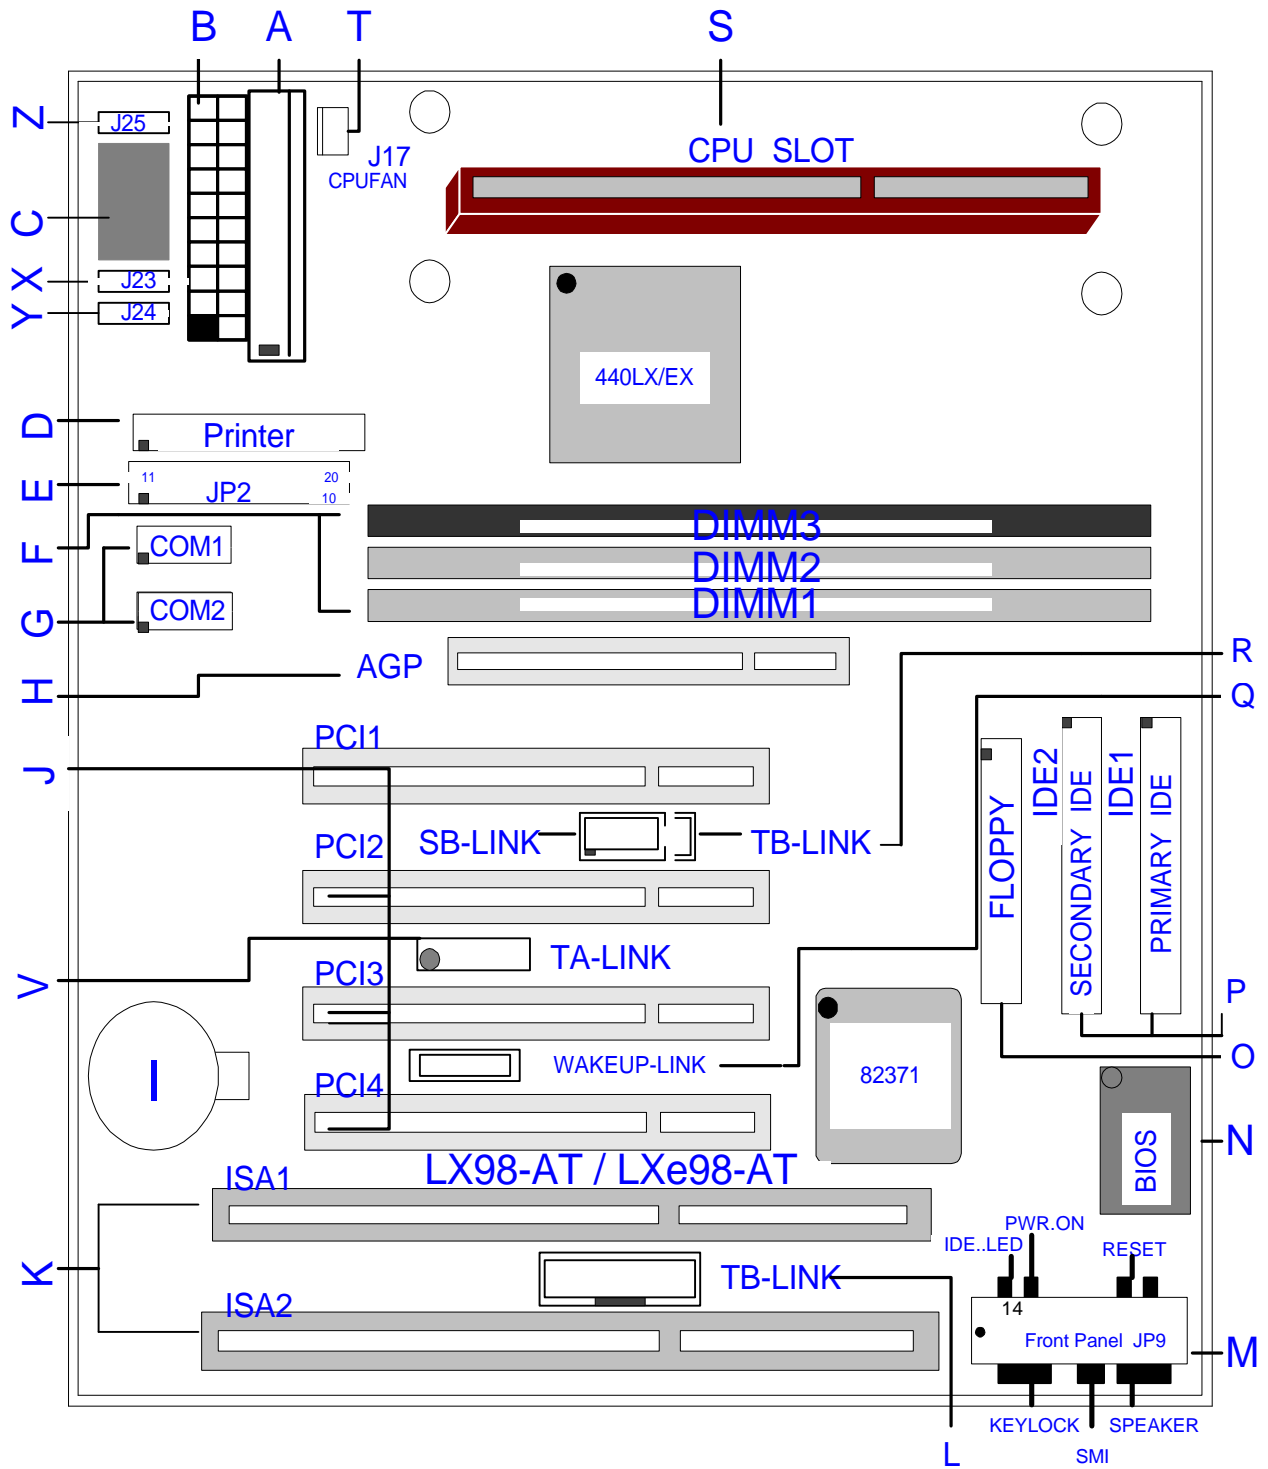 B A T S
Z J25
J17
CPUFAN
CPU SLOT
C
X J23
Y J24
440LX/EX
D Printer
E 11 20
JP2 10
F DIMM3
COM1
DIMM2
G COM2 DIMM1
H AGP R
Q
J PCI1
IDE2 IDE1
SECONDARY IDE PRIMARY IDE
FLOPPY
SB-LINK TB-LINK
PCI2
V TA-LINK
PCI3
P
O
I WAKEUP-LINK 82371
PCI4
N BIOS
LX98-AT / LXe98-AT
ISA1
PWR.ON
IDE..LED RESET
K TB-LINK
ISA2 14
Front Panel JP9
M
KEYLOCK SPEAKER
L SMI